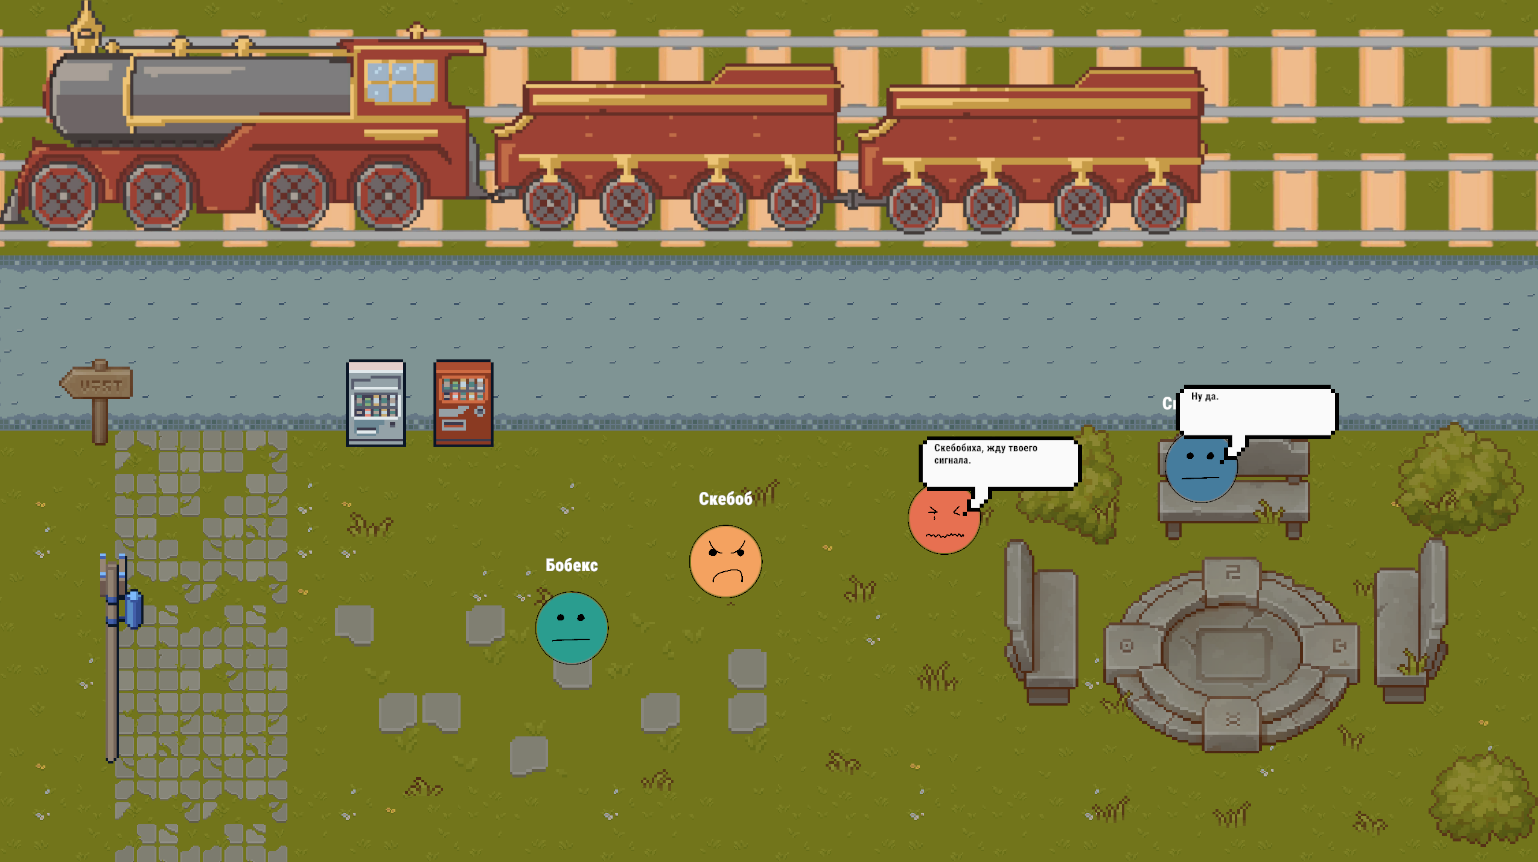 Ну да.
Скебобиха, жду твоего
сигнала.
Скебоб
Бобекс